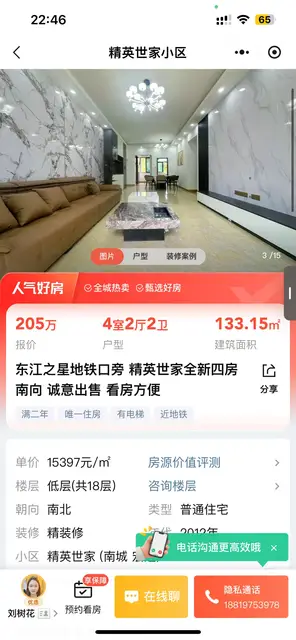 22:46
65
精英世家小区
图片 户型 装修案例
3 /15
人气好房 全城热卖 甄选好房
205万 4室2厅2卫 133.15㎡
报价 户型 建筑面积
东江之星地铁口旁 精英世家全新四房
南向 诚意出售 看房方便
分享
满二年 唯一住房 有电梯 近地铁
单价 15397元/㎡ 房源价值评测
楼层 低层(共18层) 咨询楼层
朝向 南北 类型 普通住宅
装修 精装修 2012年
电话沟通更高效哦
小区 精英世家 (南城
享保障
优选
刘树花 预约看房 在线聊 隐私通话
18819753978